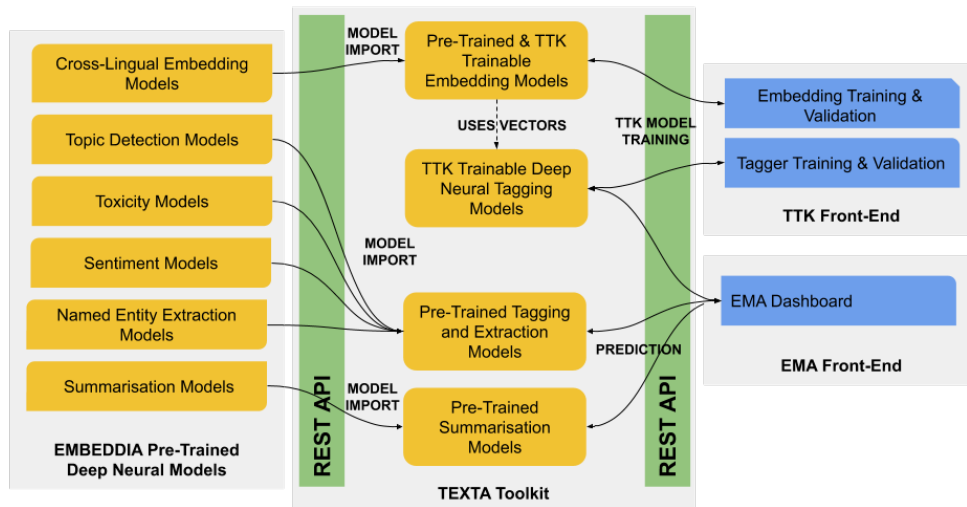 Cross-Lingual Embedding
Models
Topic Detection Models
Toxicity Models
Sentiment Models
Named Entity Extraction
Models
Summarisation Models
EMBEDDIA Pre-Trained
Deep Neural Models
MODEL
IMPORT
MODEL
IMPORT
MODEL
IMPORT
REST API
Pre-Trained & TTK
Trainable
Embedding Models
USES VECTORS
TTK Trainable Deep
Neural Tagging
Models
Pre-Trained Tagging
and Extraction
Models
Pre-Trained
Summarisation
Models
TEXTA Toolkit
TTK MODEL
TRAINING
PREDICTION
REST API
Embedding Training &
Validation
Tagger Training & Validation
TTK Front-End
EMA Dashboard
EMA Front-End